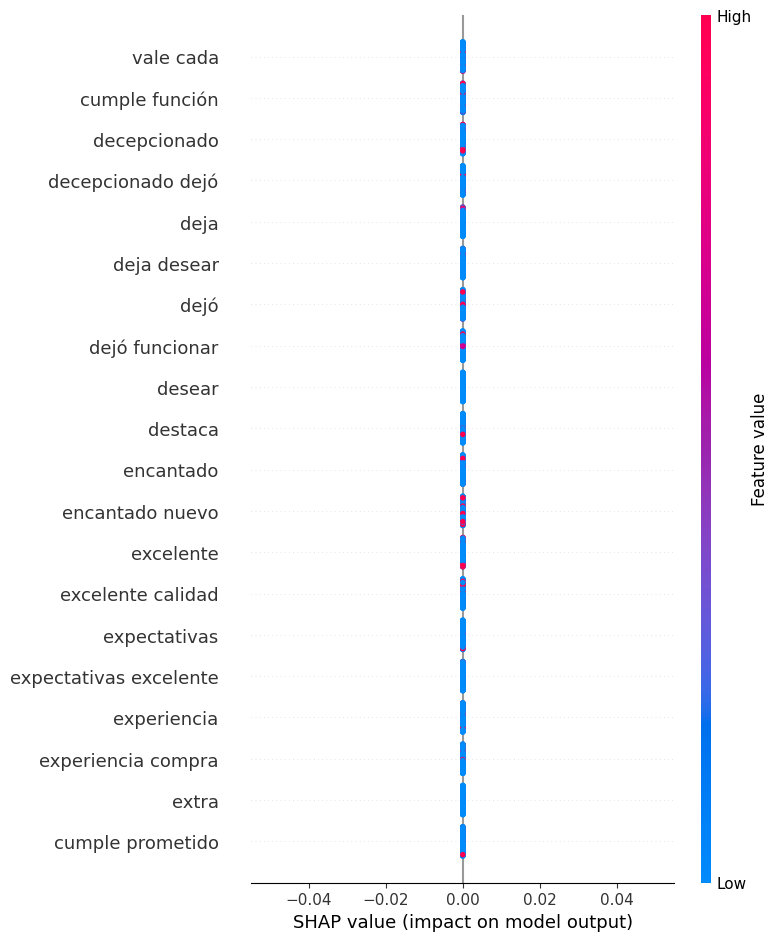 High
vale cada
cumple función
decepcionado
decepcionado dejó
deja
deja desear
dejó
dejó funcionar
desear
destaca
encantado
encantado nuevo
excelente
excelente calidad
expectativas
expectativas excelente
experiencia
experiencia compra
extra
cumple prometido
Feature value
Low
−0.04 −0.02 0.00 0.02 0.04
SHAP value (impact on model output)